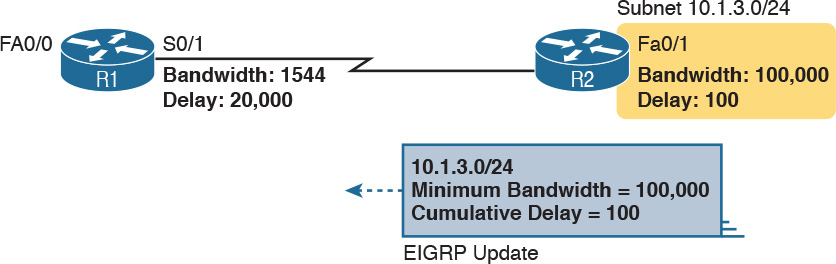 Subnet 10.1.3.0/24
FA0/0
R1
S0/1
Bandwidth: 1544
Delay: 20,000
R2
Fa0/1
Bandwidth: 100,000
Delay: 100
10.1.3.0/24
Minimum Bandwidth = 100,000
Cumulative Delay = 100
EIGRP Update